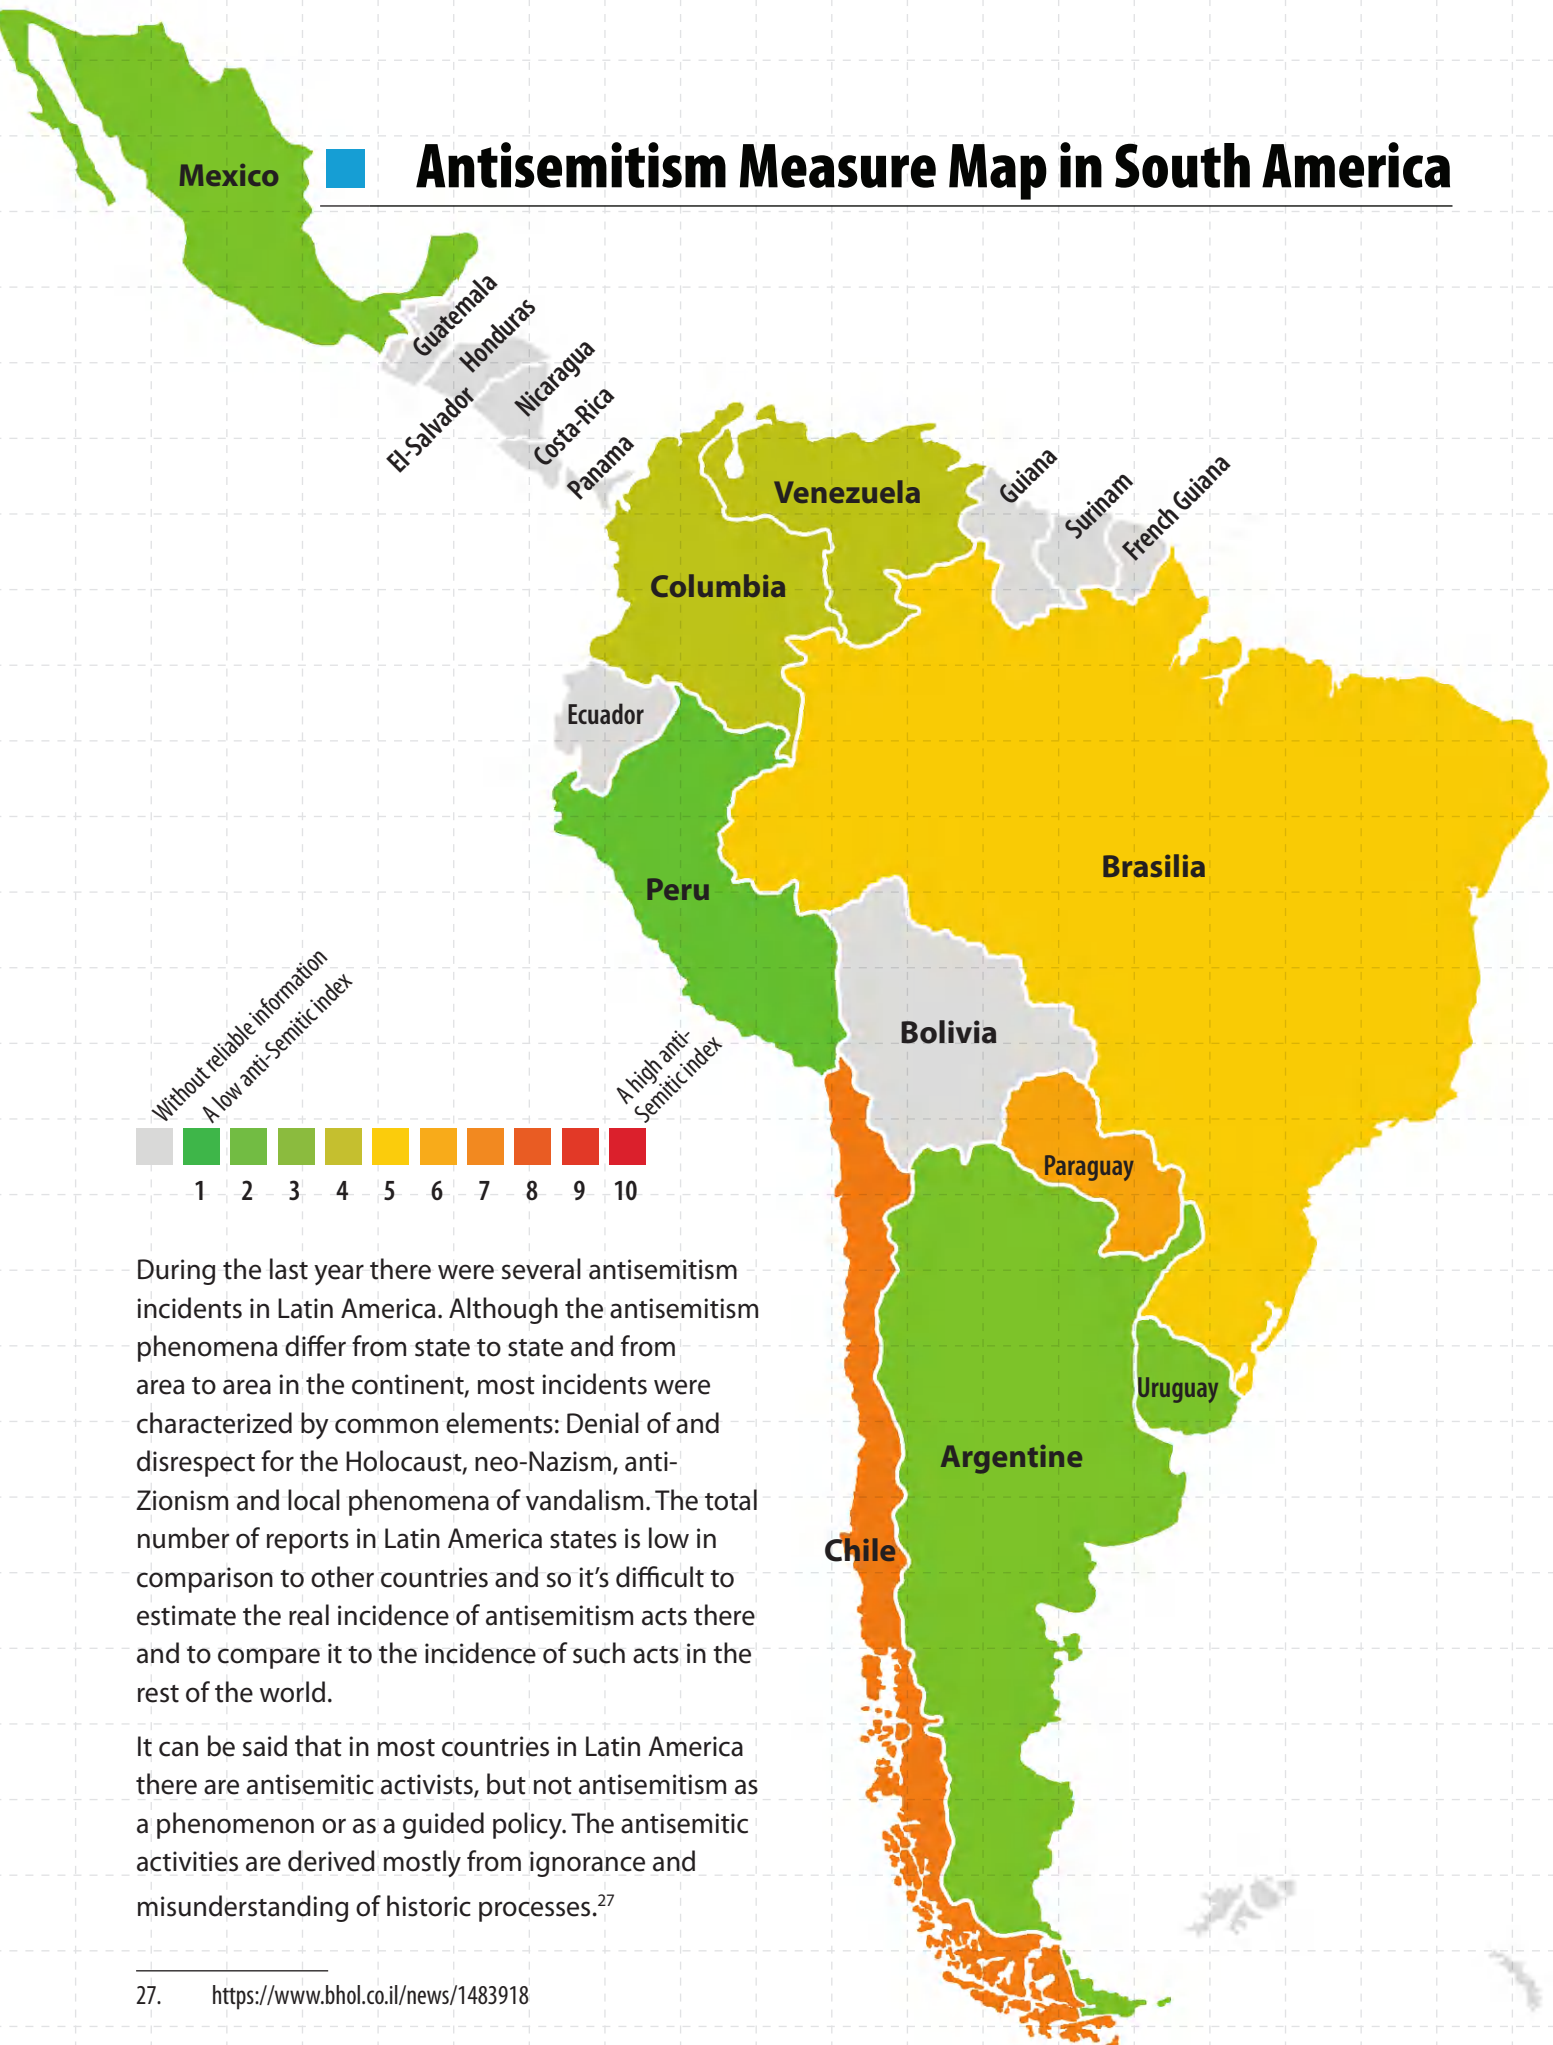 Antisemitism Measure Map in South America
Mexico
Guatemala
Honduras
Nicaragua
El-Salvador
Costa-Rica
Panama
Venezuela
Guiana
Surinam
French Guiana
Columbia
Ecuador
Brasilia
Peru
Bolivia
Paraguay
Uruguay
Argentine
Chile
Without reliable information
A low anti-Semitic index
A high anti-
Semitic index
1 2 3 4 5 6 7 8 9 10
During the last year there were several antisemitism
incidents in Latin America. Although the antisemitism
phenomena differ from state to state and from
area to area in the continent, most incidents were
characterized by common elements: Denial of and
disrespect for the Holocaust, neo-Nazism, anti-
Zionism and local phenomena of vandalism. The total
number of reports in Latin America states is low in
comparison to other countries and so it’s difficult to
estimate the real incidence of antisemitism acts there
and to compare it to the incidence of such acts in the
rest of the world.
It can be said that in most countries in Latin America
there are antisemitic activists, but not antisemitism as
a phenomenon or as a guided policy. The antisemitic
activities are derived mostly from ignorance and
misunderstanding of historic processes.27
27. https://www.bhol.co.il/news/1483918